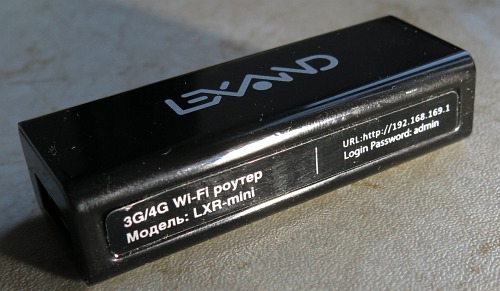 LEXAND
3G/4G Wi-Fi роутер
Модель: LXR-mini
URL:http://192.168.169.1
Login Password: admin